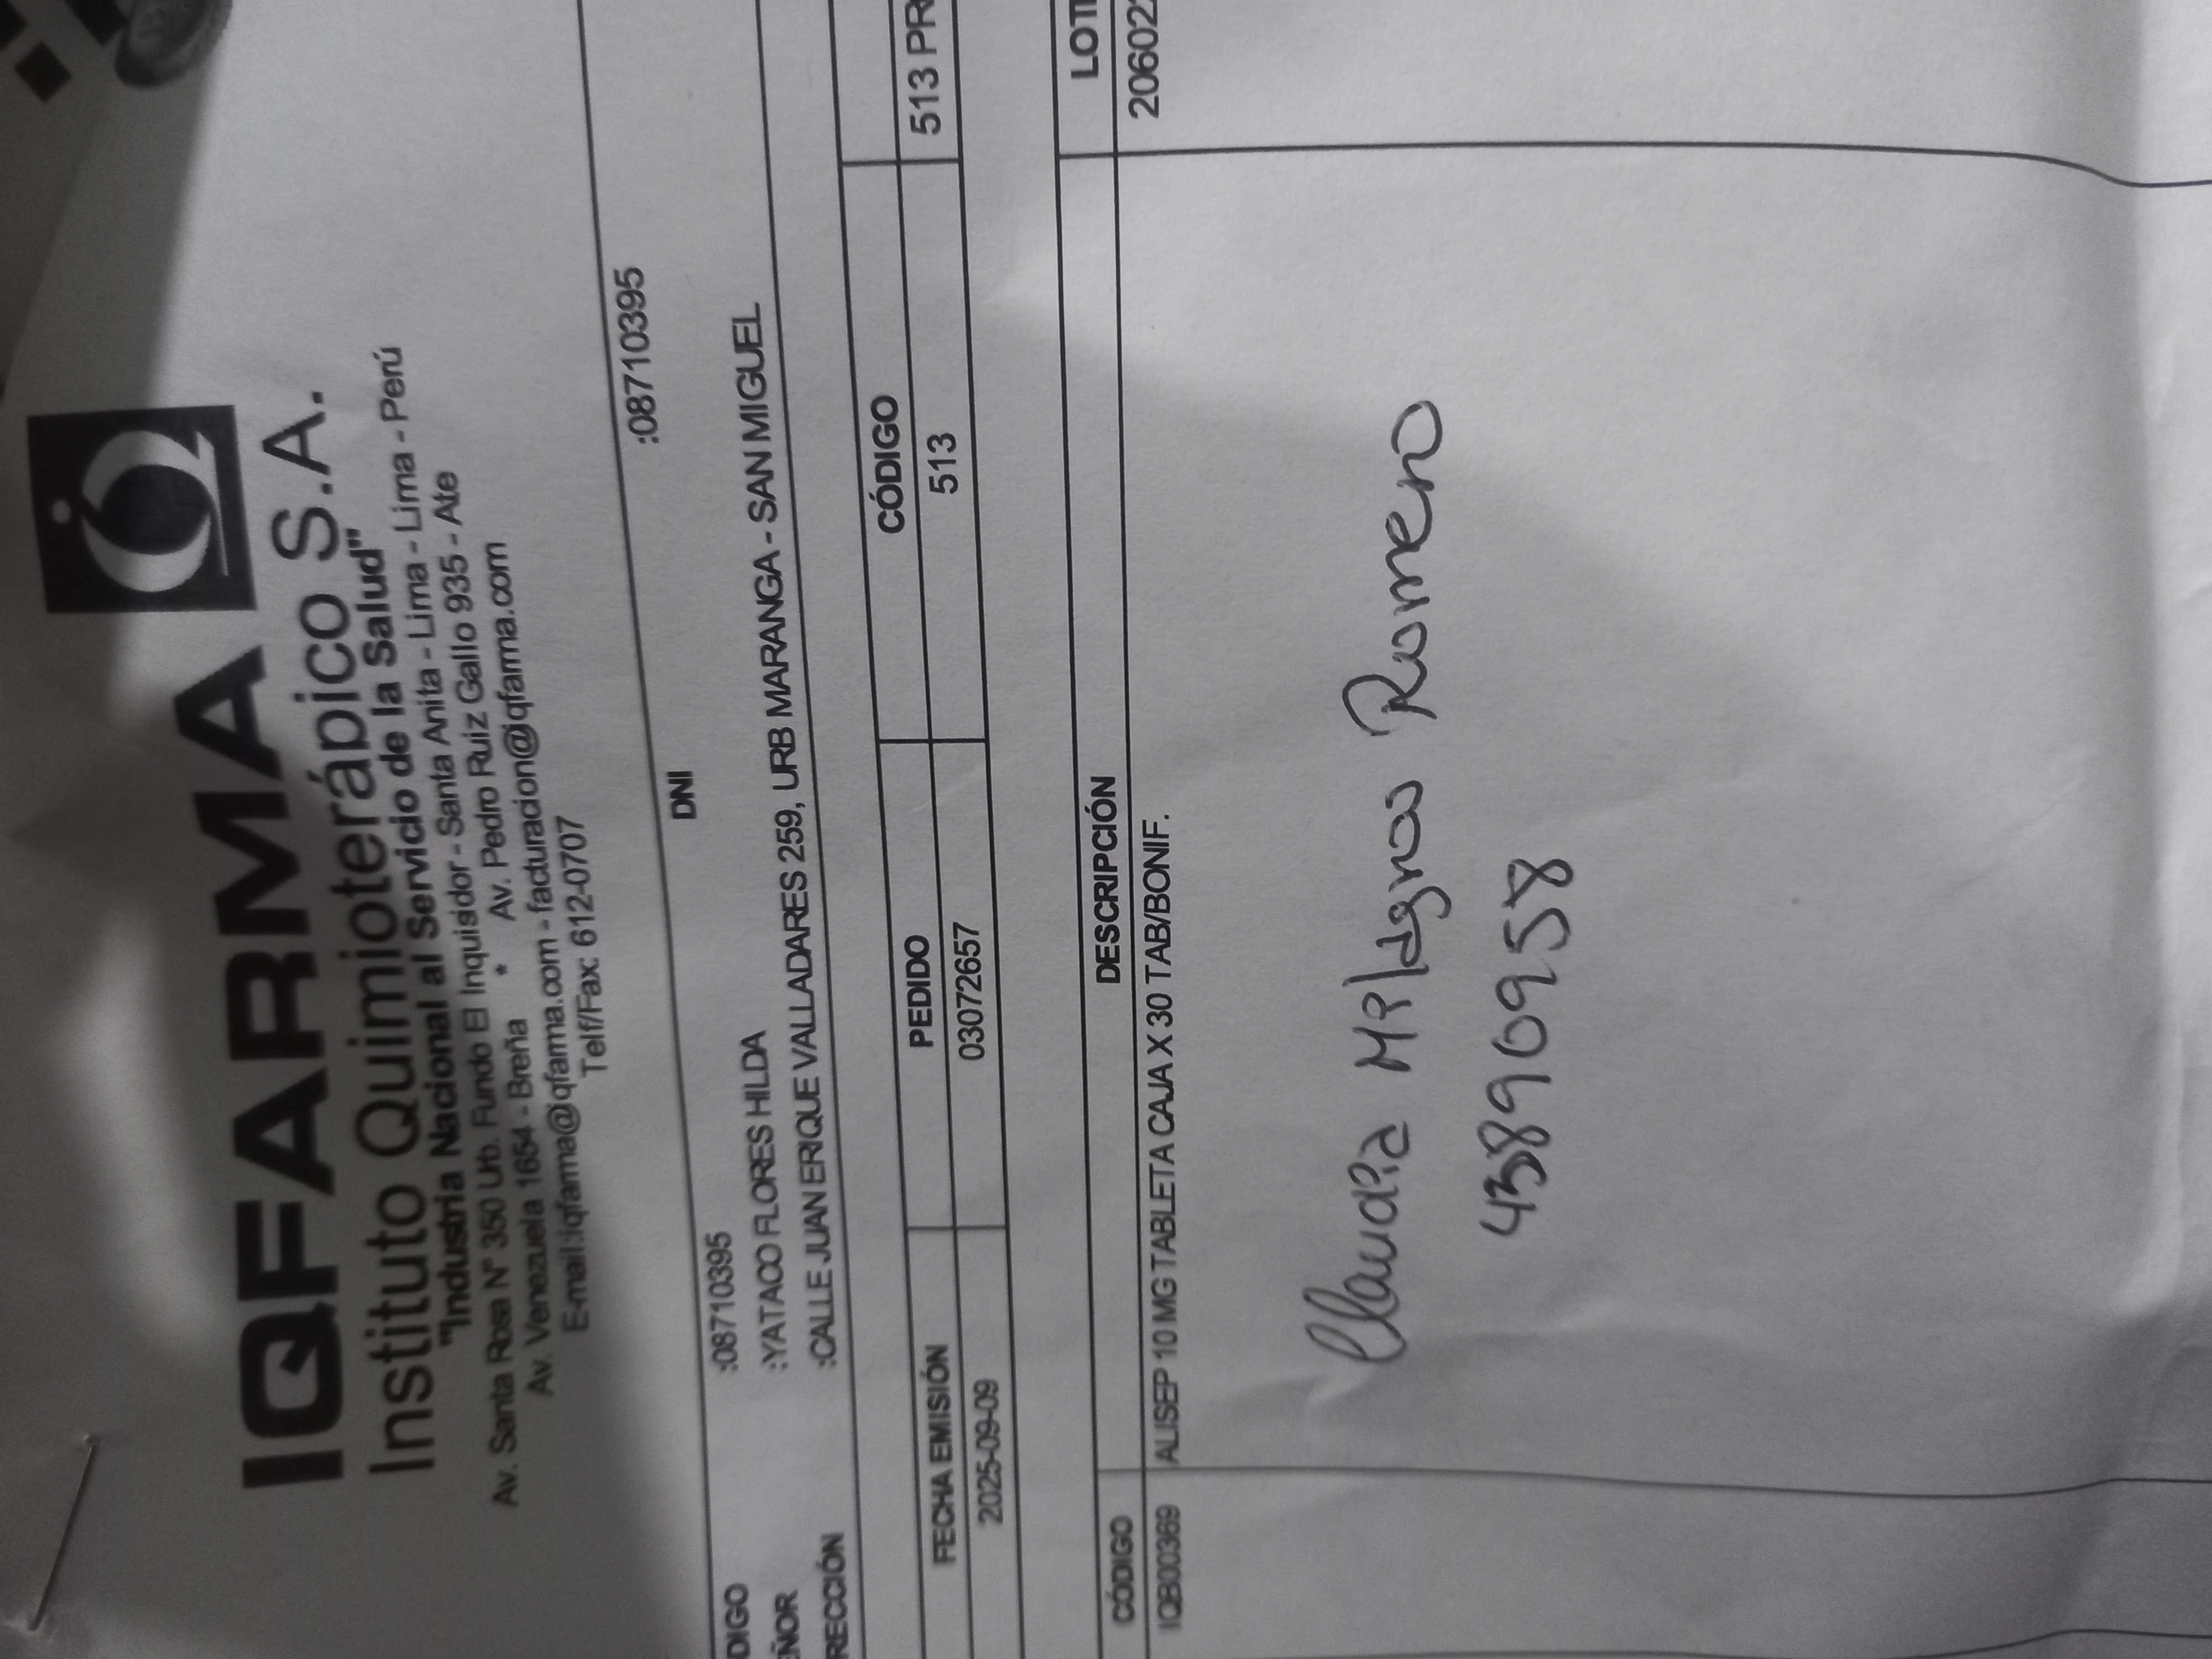 IQFARMA
Instituto Quimioterápico S.A.
"Industria Nacional al Servicio de la Salud"
Av. Santa Rosa N° 350 Urb. Fundo El Inquisidor - Santa Anita - Lima - Lima - Perú
Av. Venezuela 1654 - Breña * Av. Pedro Ruiz Gallo 935 - Ate
E-mail:iqfarma@iqfarma.com - facturacion@iqfarma.com
Telf/Fax: 612-0707
DIGO :08710395 DNI :08710395
ÑOR :YATACO FLORES HILDA
RECCIÓN :CALLE JUAN ERIQUE VALLADARES 259, URB MARANGA - SAN MIGUEL
FECHA EMISIÓN PEDIDO CÓDIGO
2025-09-09 03072657 513 513 PR
CÓDIGO DESCRIPCIÓN LOT
IQB00369 ALISEP 10 MG TABLETA CAJA X 30 TAB/BONIF. 206022
Claudia Milagros Romero
43890958